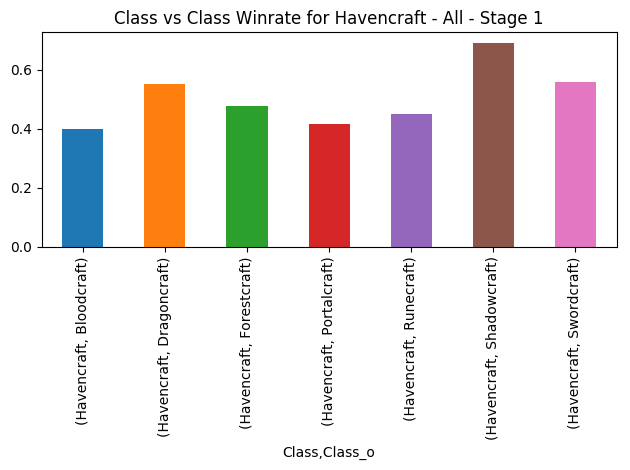 Class vs Class Winrate for Havencraft - All - Stage 1
0.6
0.4
0.2
0.0
(Havencraft, Bloodcraft)
(Havencraft, Dragoncraft)
(Havencraft, Forestcraft)
(Havencraft, Portalcraft)
(Havencraft, Runecraft)
(Havencraft, Shadowcraft)
(Havencraft, Swordcraft)
Class,Class_o